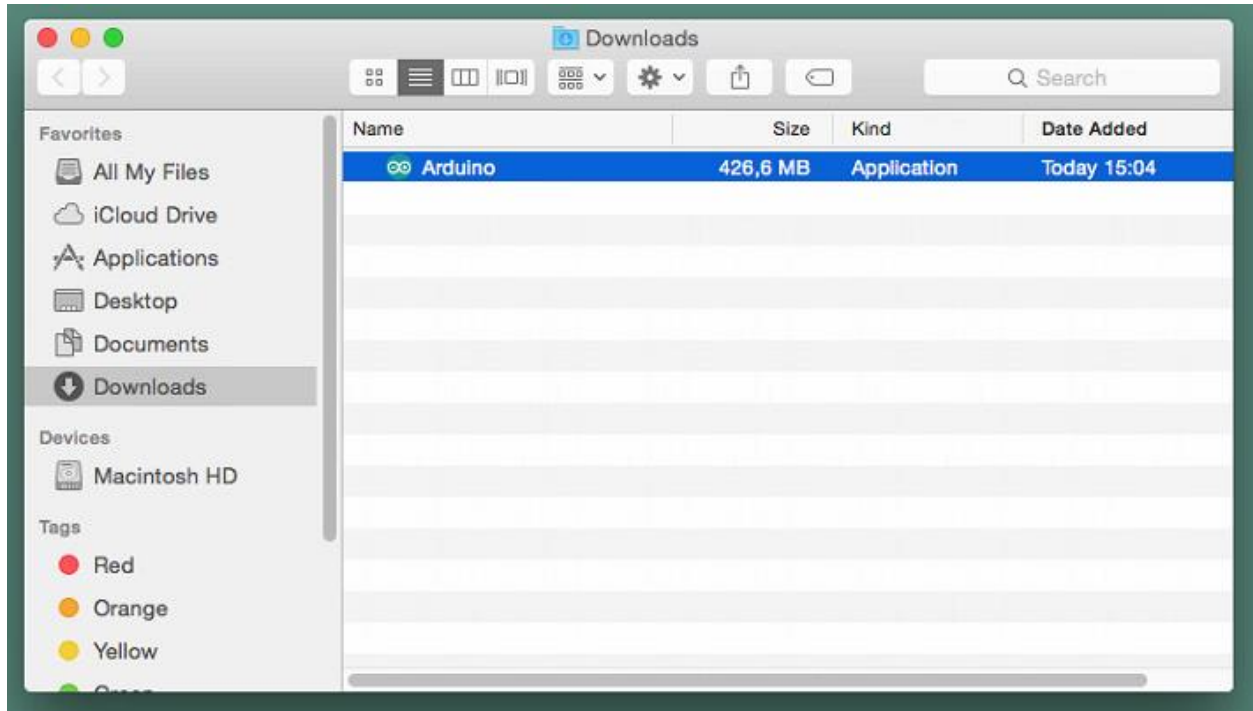 Downloads
Search
Favorites
All My Files
iCloud Drive
Applications
Desktop
Documents
Downloads
Devices
Macintosh HD
Tags
Red
Orange
Yellow
Name Size Kind Date Added
Arduino 426,6 MB Application Today 15:04